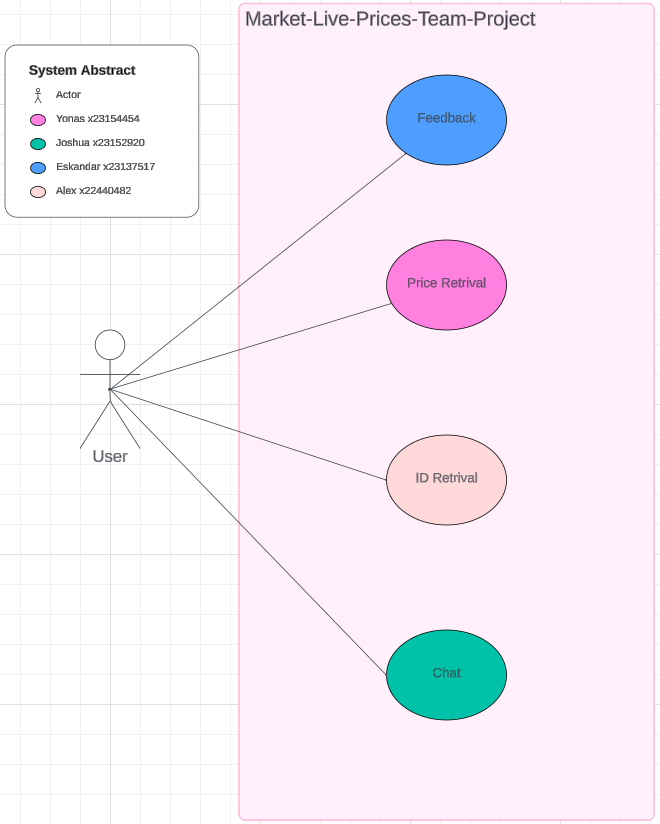 Market-Live-Prices-Team-Project
System Abstract
Actor
Yonas x23154454
Joshua x23152920
Eskandar x23137517
Alex x22440482
Feedback
Price Retrival
ID Retrival
Chat
User